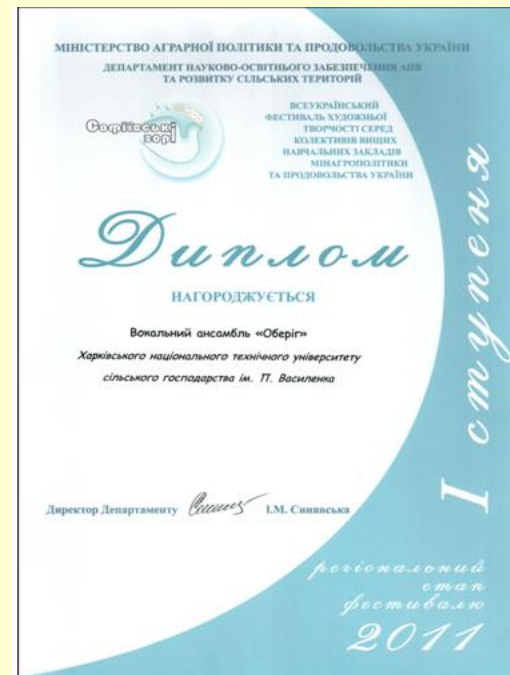 МІНІСТЕРСТВО АГРАРНОЇ ПОЛІТИКИ ТА ПРОДОВОЛЬСТВА УКРАЇНИ
ДЕПАРТАМЕНТ НАУКОВО-ОСВІТНЬОГО ЗАБЕЗПЕЧЕННЯ АПВ
ТА РОЗВИТКУ СІЛЬСЬКИХ ТЕРИТОРІЙ
Софіївські
зорі
ВСЕУКРАЇНСЬКИЙ
ФЕСТИВАЛЬ ХУДОЖНЬОЇ
ТВОРЧОСТІ СЕРЕД
КОЛЕКТИВІВ ВИЩИХ
НАВЧАЛЬНИХ ЗАКЛАДІВ
МІНАГРОПОЛІТИКИ
ТА ПРОДОВОЛЬСТВА УКРАЇНИ
Диплом
I ступеня
НАГОРОДЖУЄТЬСЯ
Вокальний ансамбль «Оберіг»
Харківського національного технічного університету
сільського господарства ім. П. Василенка
Директор Департаменту І.М. Синявська
регіональний
етап
фестивалю
2011